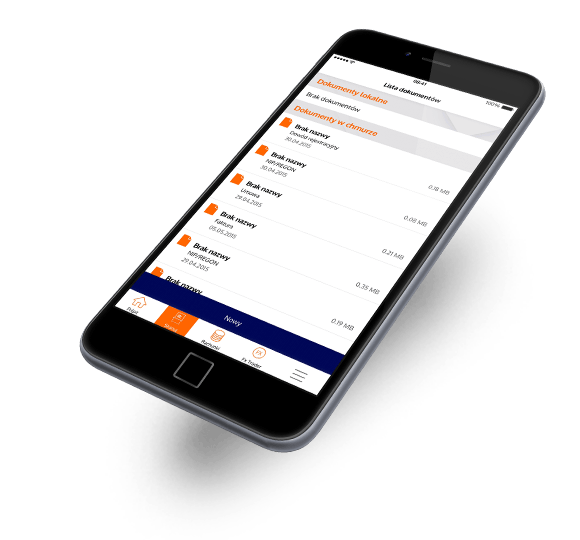 08:41
100%
Lista dokumentów
Dokumenty lokalne
Brak dokumentów
Dokumenty w chmurze
Brak nazwy
Dowód rejestracyjny
30.04.2015
0.18 MB
Brak nazwy
NIP/REGON
30.04.2015
0.08 MB
Brak nazwy
Umowa
29.04.2015
0.21 MB
Brak nazwy
Faktura
05.05.2015
0.35 MB
Brak nazwy
NIP/REGON
29.04.2015
0.19 MB
Brak nazwy
Nowy
Pulpit
Rachunki
Fx Trader